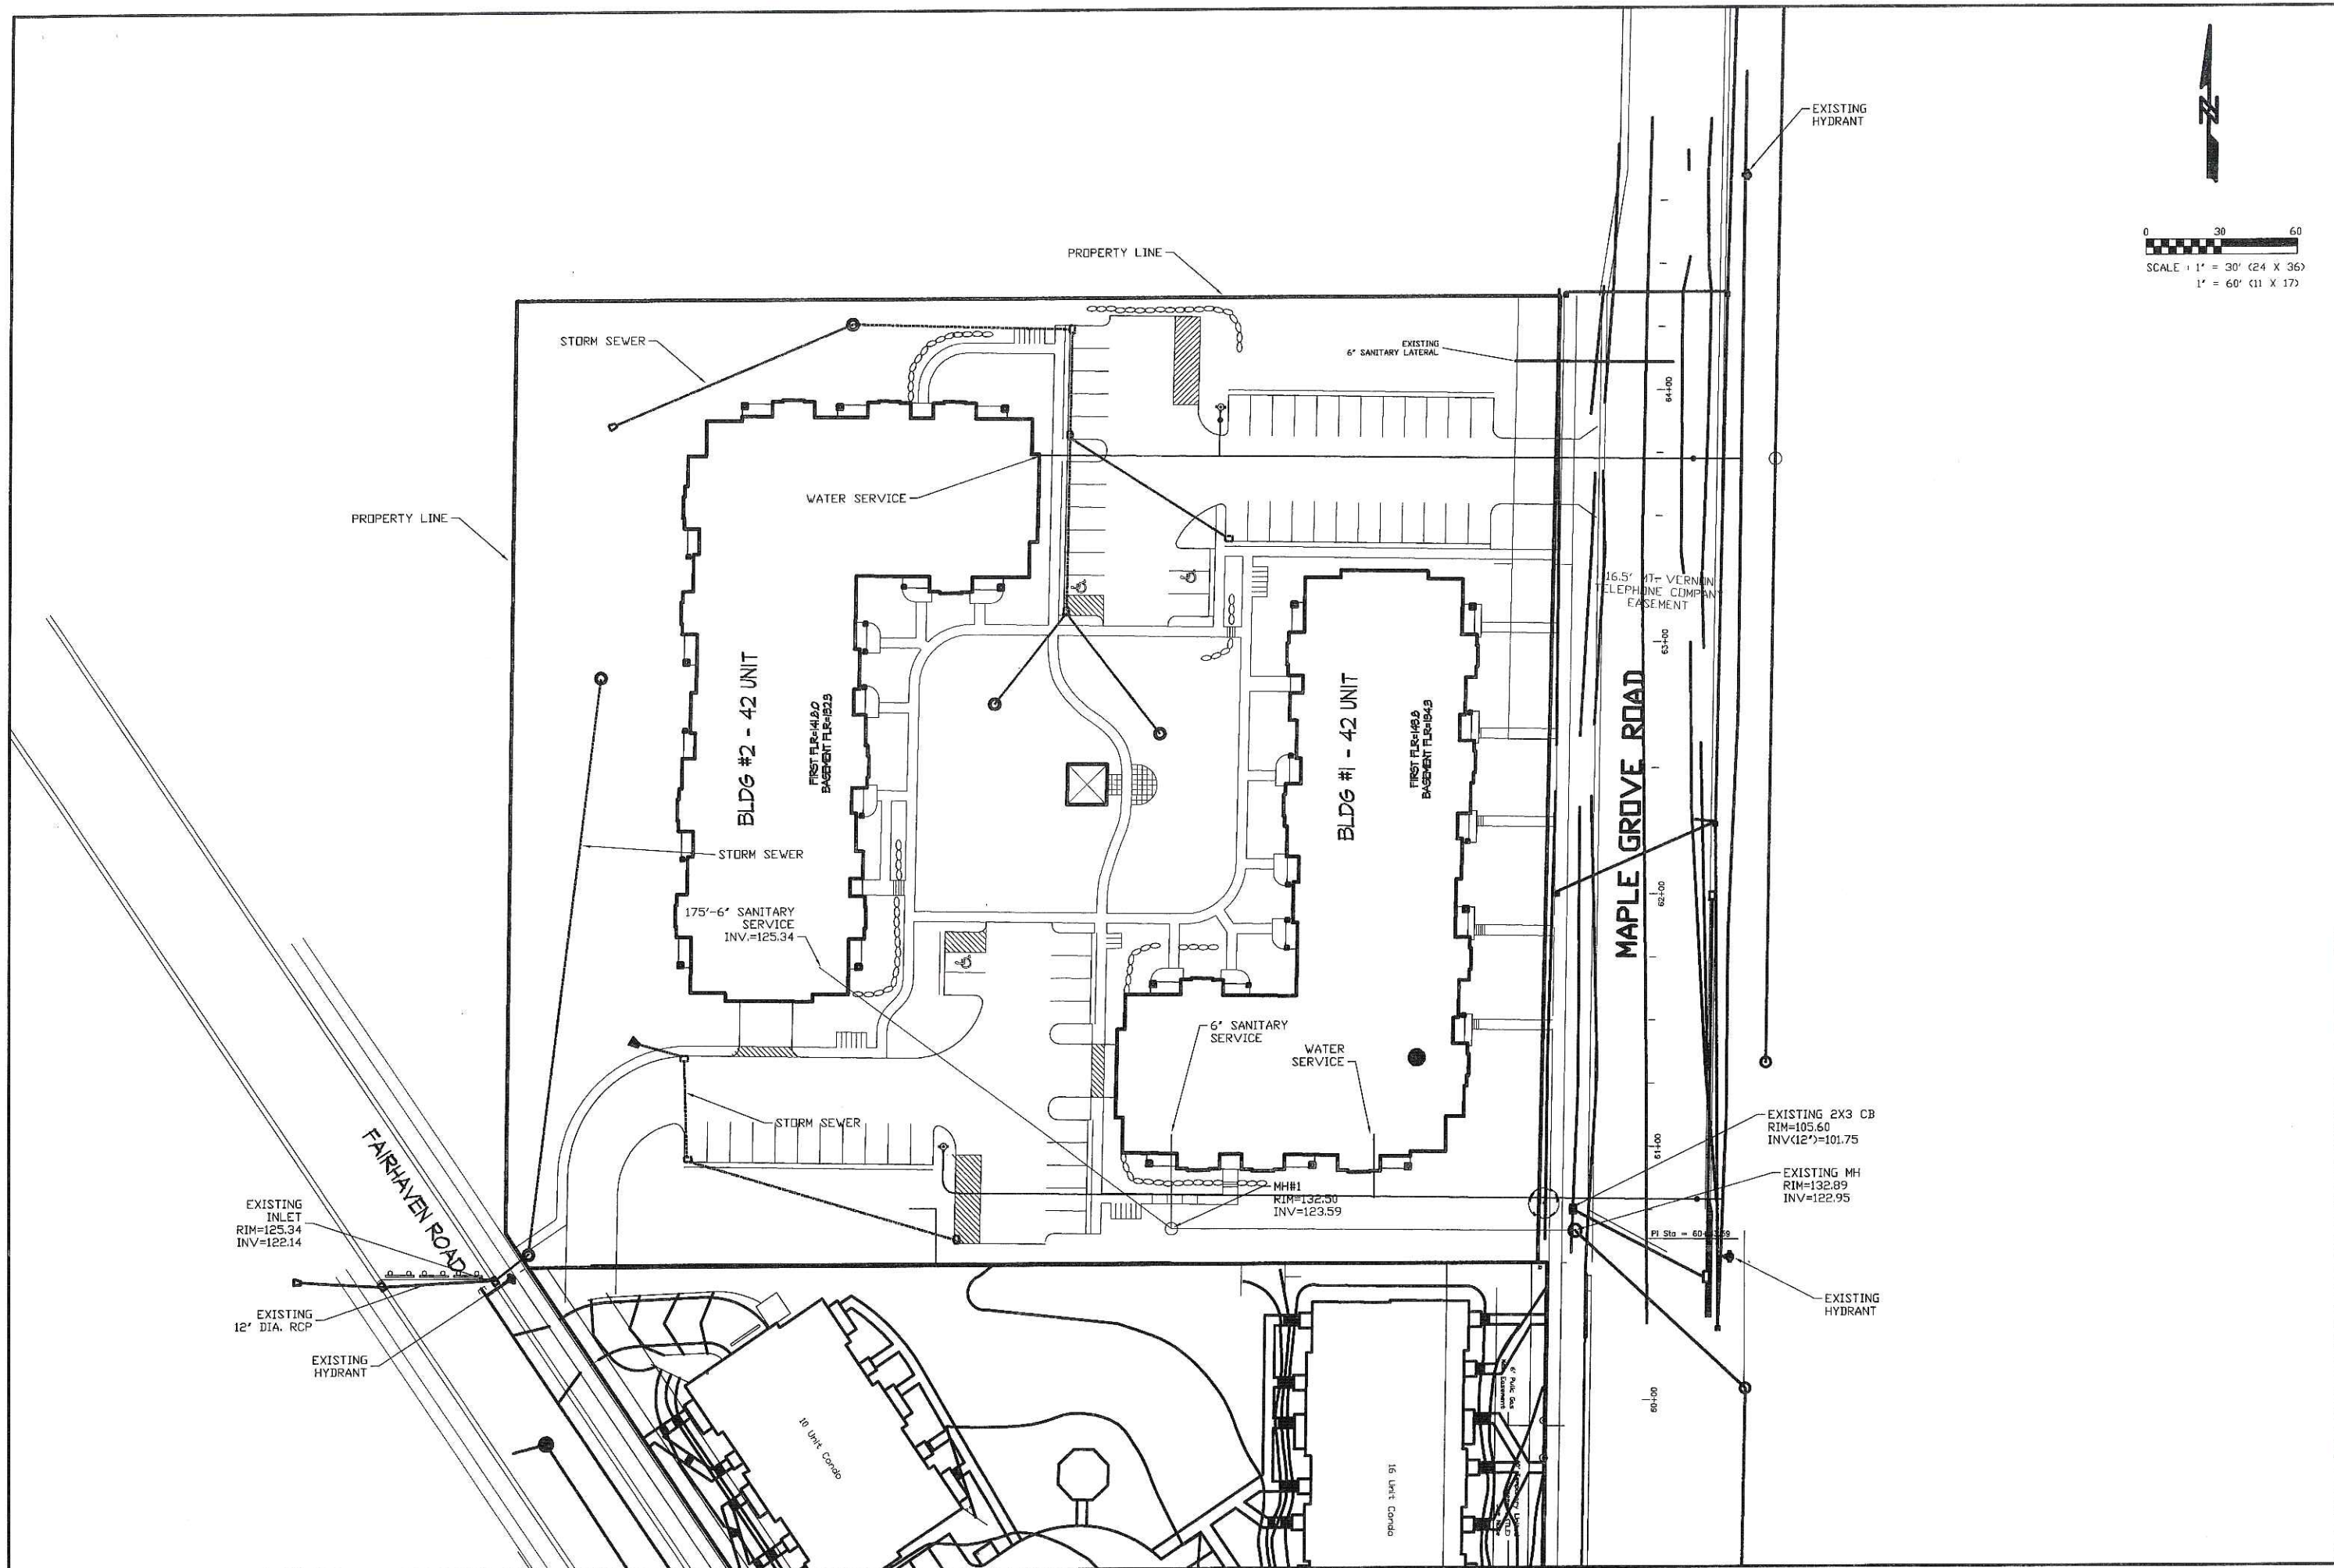 EXISTING
HYDRANT
0 30 60
SCALE : 1" = 30' (24 X 36)
1" = 60' (11 X 17)
PROPERTY LINE
STORM SEWER
EXISTING
6" SANITARY LATERAL
64+00
WATER SERVICE
PROPERTY LINE
16.5' MT. VERNON
TELEPHONE COMPANY
EASEMENT
63+00
BLDG #2 - 42 UNIT
BLDG #1 - 42 UNIT
MAPLE GROVE ROAD
STORM SEWER
62+00
175'-6" SANITARY
SERVICE
INV.=125.34
6" SANITARY
SERVICE
WATER
SERVICE
STORM SEWER
61+00
EXISTING 2X3 CB
RIM=105.60
INV(12")=101.75
EXISTING MH
RIM=132.89
INV=122.95
MH#1
RIM=132.50
INV=123.59
FAIRHAVEN ROAD
EXISTING
INLET
RIM=125.34
INV=122.14
PI Sta = 60+
EXISTING
12" DIA. RCP
EXISTING
HYDRANT
EXISTING
HYDRANT
60+00
10 Unit Condo
16 Unit Condo
Gas
Easement